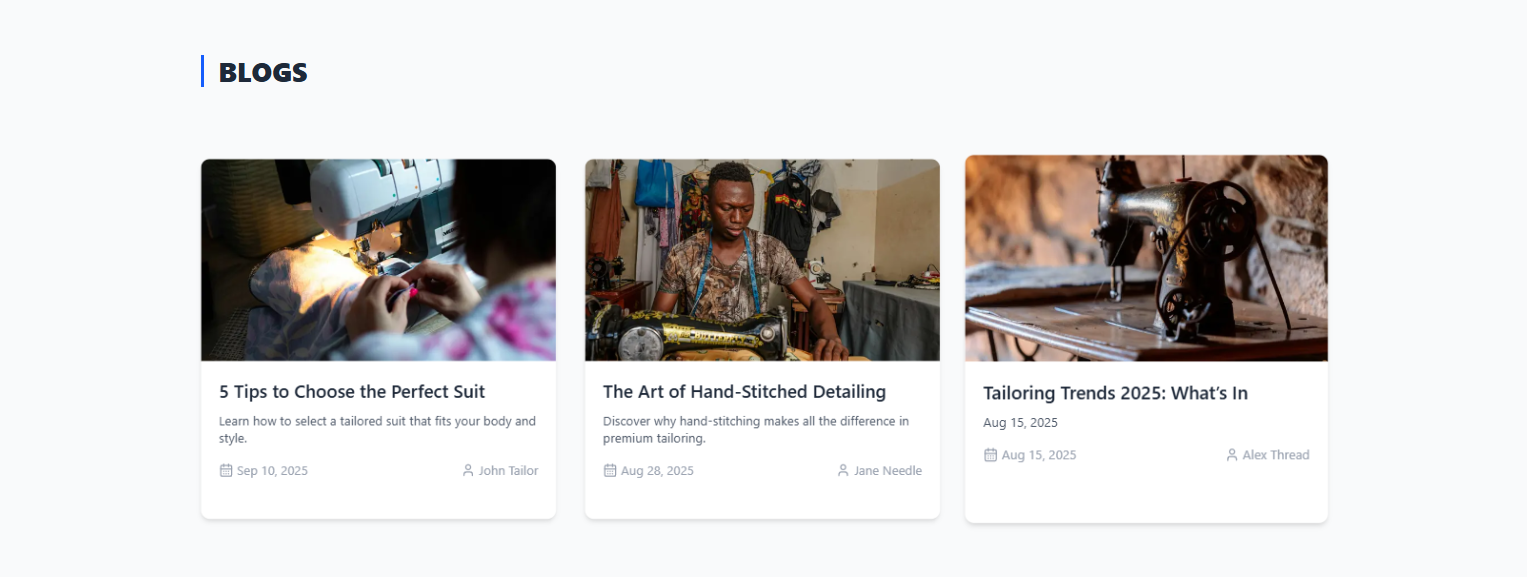 BLOGS
5 Tips to Choose the Perfect Suit
Learn how to select a tailored suit that fits your body and
style.
Sep 10, 2025
John Tailor
The Art of Hand-Stitched Detailing
Discover why hand-stitching makes all the difference in
premium tailoring.
Aug 28, 2025
Jane Needle
Tailoring Trends 2025: What’s In
Aug 15, 2025
Aug 15, 2025
Alex Thread